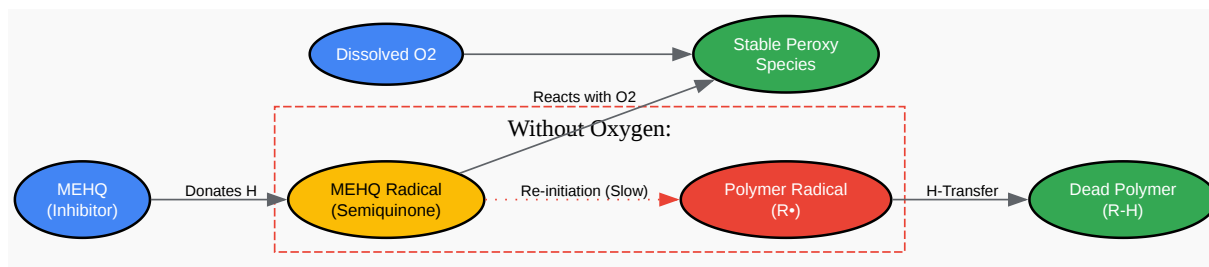 Dissolved O2
Stable Peroxy
Species
Reacts with O2
Without Oxygen:
MEHQ
(Inhibitor)
Donates H
MEHQ Radical
(Semiquinone)
Re-initiation (Slow)
Polymer Radical
(R•)
H-Transfer
Dead Polymer
(R-H)